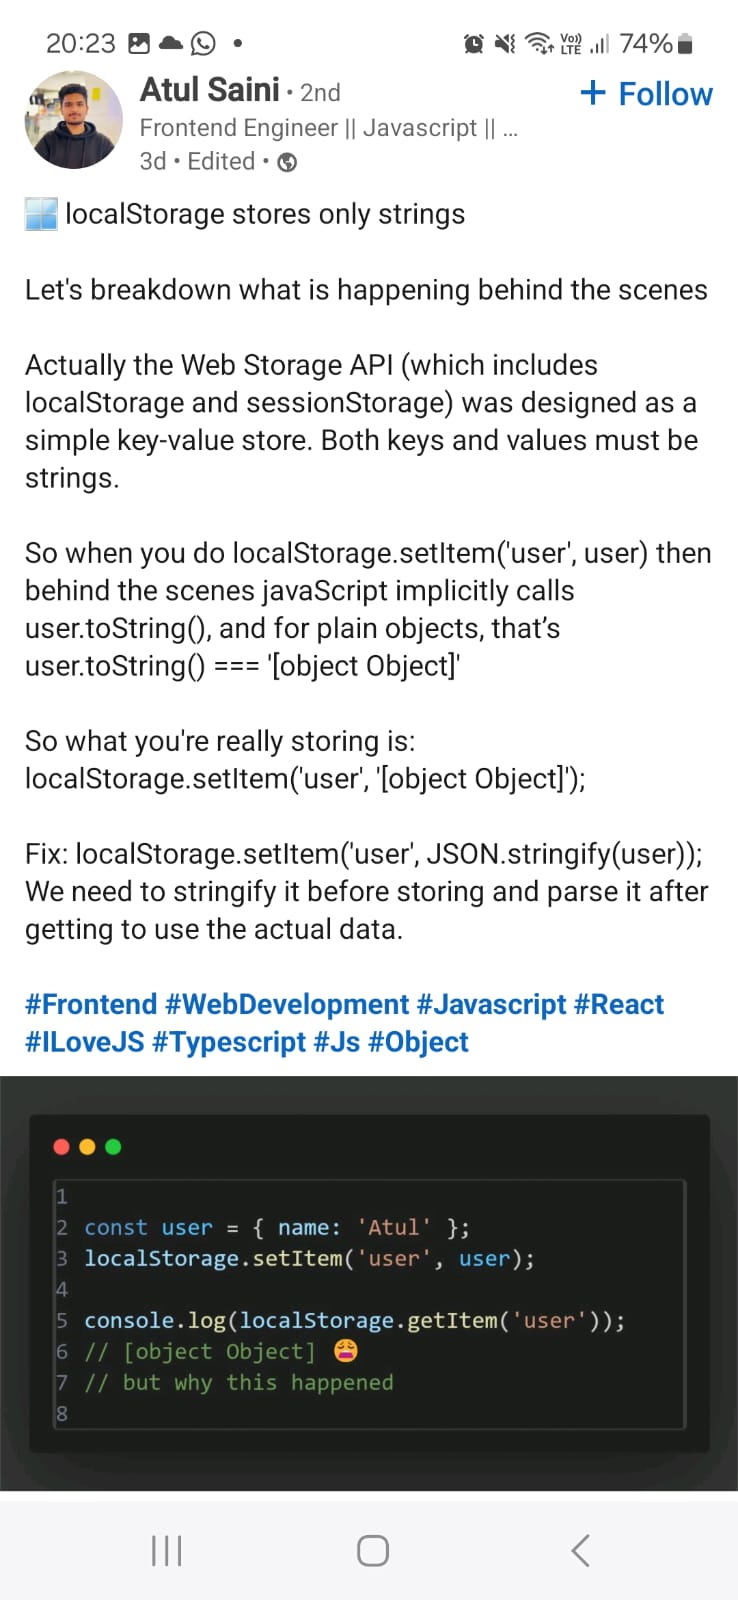 20:23 • Vo)) LTE 74%
Atul Saini • 2nd
+ Follow
Frontend Engineer || Javascript || ...
3d • Edited •
localStorage stores only strings
Let's breakdown what is happening behind the scenes
Actually the Web Storage API (which includes
localStorage and sessionStorage) was designed as a
simple key-value store. Both keys and values must be
strings.
So when you do localStorage.setItem('user', user) then
behind the scenes javaScript implicitly calls
user.toString(), and for plain objects, that’s
user.toString() === '[object Object]'
So what you're really storing is:
localStorage.setItem('user', '[object Object]');
Fix: localStorage.setItem('user', JSON.stringify(user));
We need to stringify it before storing and parse it after
getting to use the actual data.
#Frontend #WebDevelopment #Javascript #React
#ILoveJS #Typescript #Js #Object
1
2 const user = { name: 'Atul' };
3 localStorage.setItem('user', user);
4
5 console.log(localStorage.getItem('user'));
6 // [object Object] 😩
7 // but why this happened
8